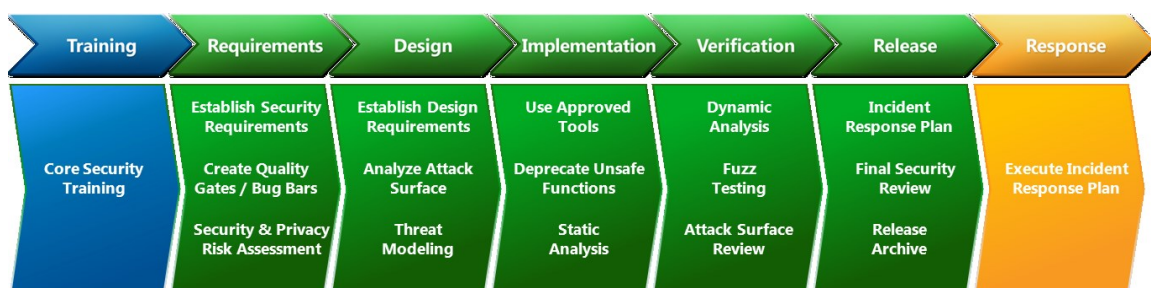 Training
Requirements
Design
Implementation
Verification
Release
Response
Core Security
Training
Establish Security
Requirements
Create Quality
Gates / Bug Bars
Security & Privacy
Risk Assessment
Establish Design
Requirements
Analyze Attack
Surface
Threat
Modeling
Use Approved
Tools
Deprecate Unsafe
Functions
Static
Analysis
Dynamic
Analysis
Fuzz
Testing
Attack Surface
Review
Incident
Response Plan
Final Security
Review
Release
Archive
Execute Incident
Response Plan